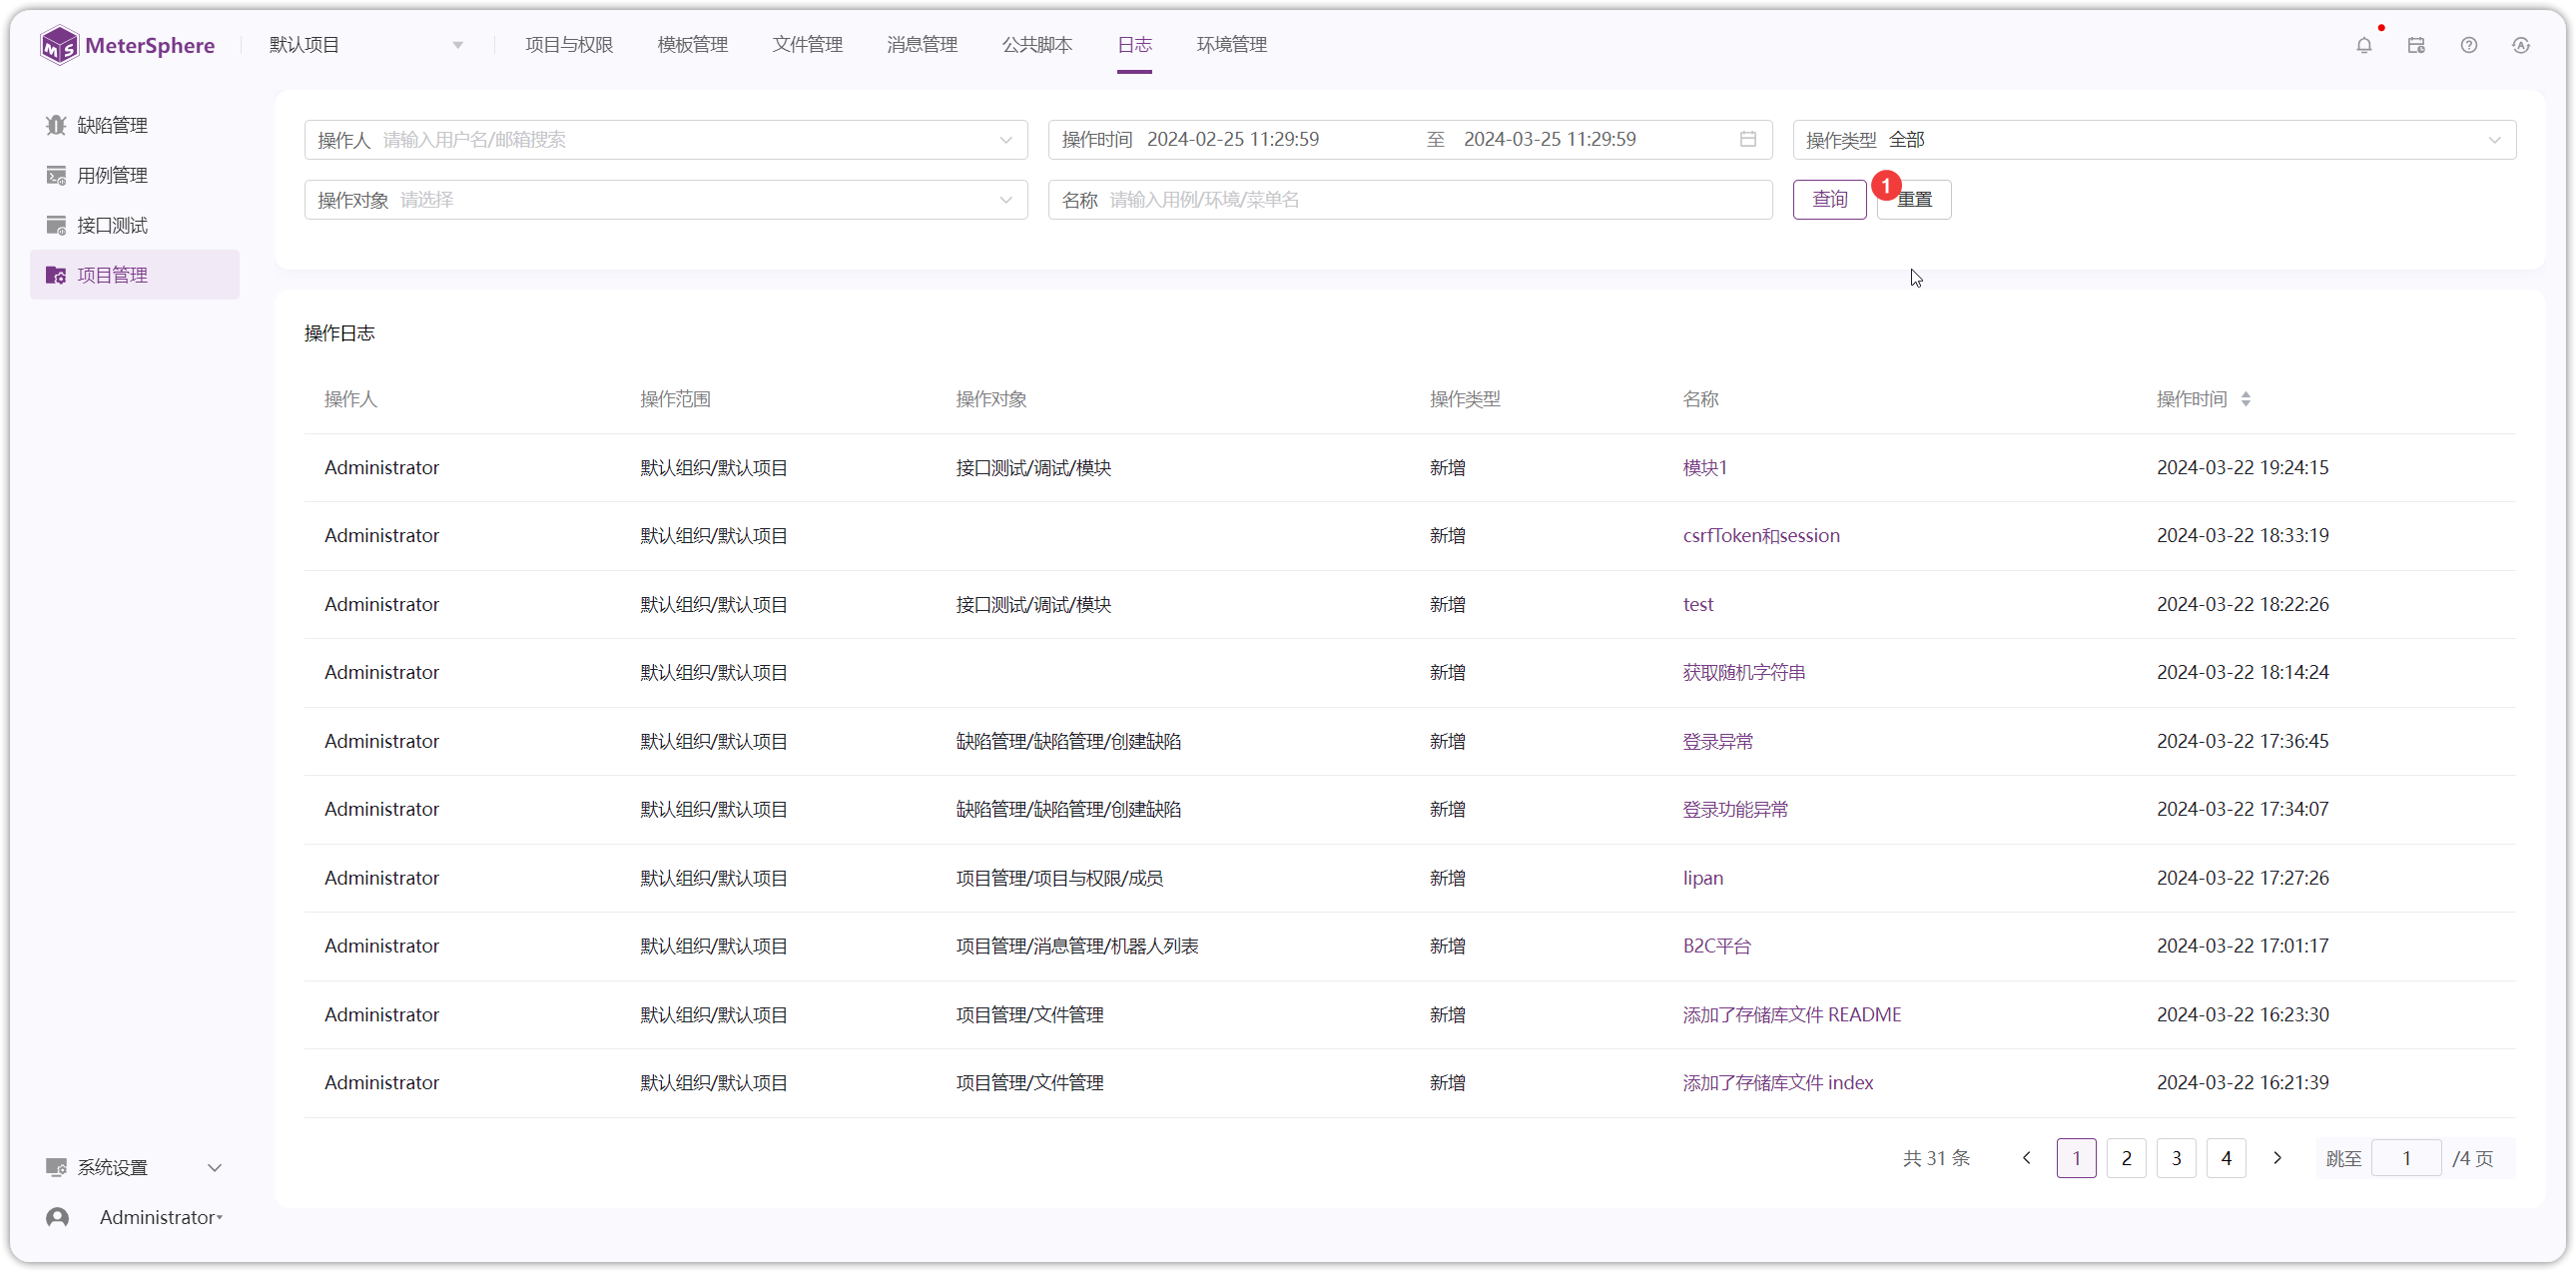 MeterSphere 默认项目 项目与权限 模板管理 文件管理 消息管理 公共脚本 日志 环境管理
缺陷管理
用例管理
接口测试
项目管理
操作人 请输入用户名/邮箱搜索 操作时间 2024-02-25 11:29:59 至 2024-03-25 11:29:59 操作类型 全部
操作对象 请选择 名称 请输入用例/环境/菜单名 查询 1 重置
操作日志
操作人 操作范围 操作对象 操作类型 名称 操作时间
Administrator 默认组织/默认项目 接口测试/调试/模块 新增 模块1 2024-03-22 19:24:15
Administrator 默认组织/默认项目 新增 csrfToken和session 2024-03-22 18:33:19
Administrator 默认组织/默认项目 接口测试/调试/模块 新增 test 2024-03-22 18:22:26
Administrator 默认组织/默认项目 新增 获取随机字符串 2024-03-22 18:14:24
Administrator 默认组织/默认项目 缺陷管理/缺陷管理/创建缺陷 新增 登录异常 2024-03-22 17:36:45
Administrator 默认组织/默认项目 缺陷管理/缺陷管理/创建缺陷 新增 登录功能异常 2024-03-22 17:34:07
Administrator 默认组织/默认项目 项目管理/项目与权限/成员 新增 lipan 2024-03-22 17:27:26
Administrator 默认组织/默认项目 项目管理/消息管理/机器人列表 新增 B2C平台 2024-03-22 17:01:17
Administrator 默认组织/默认项目 项目管理/文件管理 新增 添加了存储库文件 README 2024-03-22 16:23:30
Administrator 默认组织/默认项目 项目管理/文件管理 新增 添加了存储库文件 index 2024-03-22 16:21:39
共 31 条 1 2 3 4 跳至 1 /4 页
系统设置
Administrator